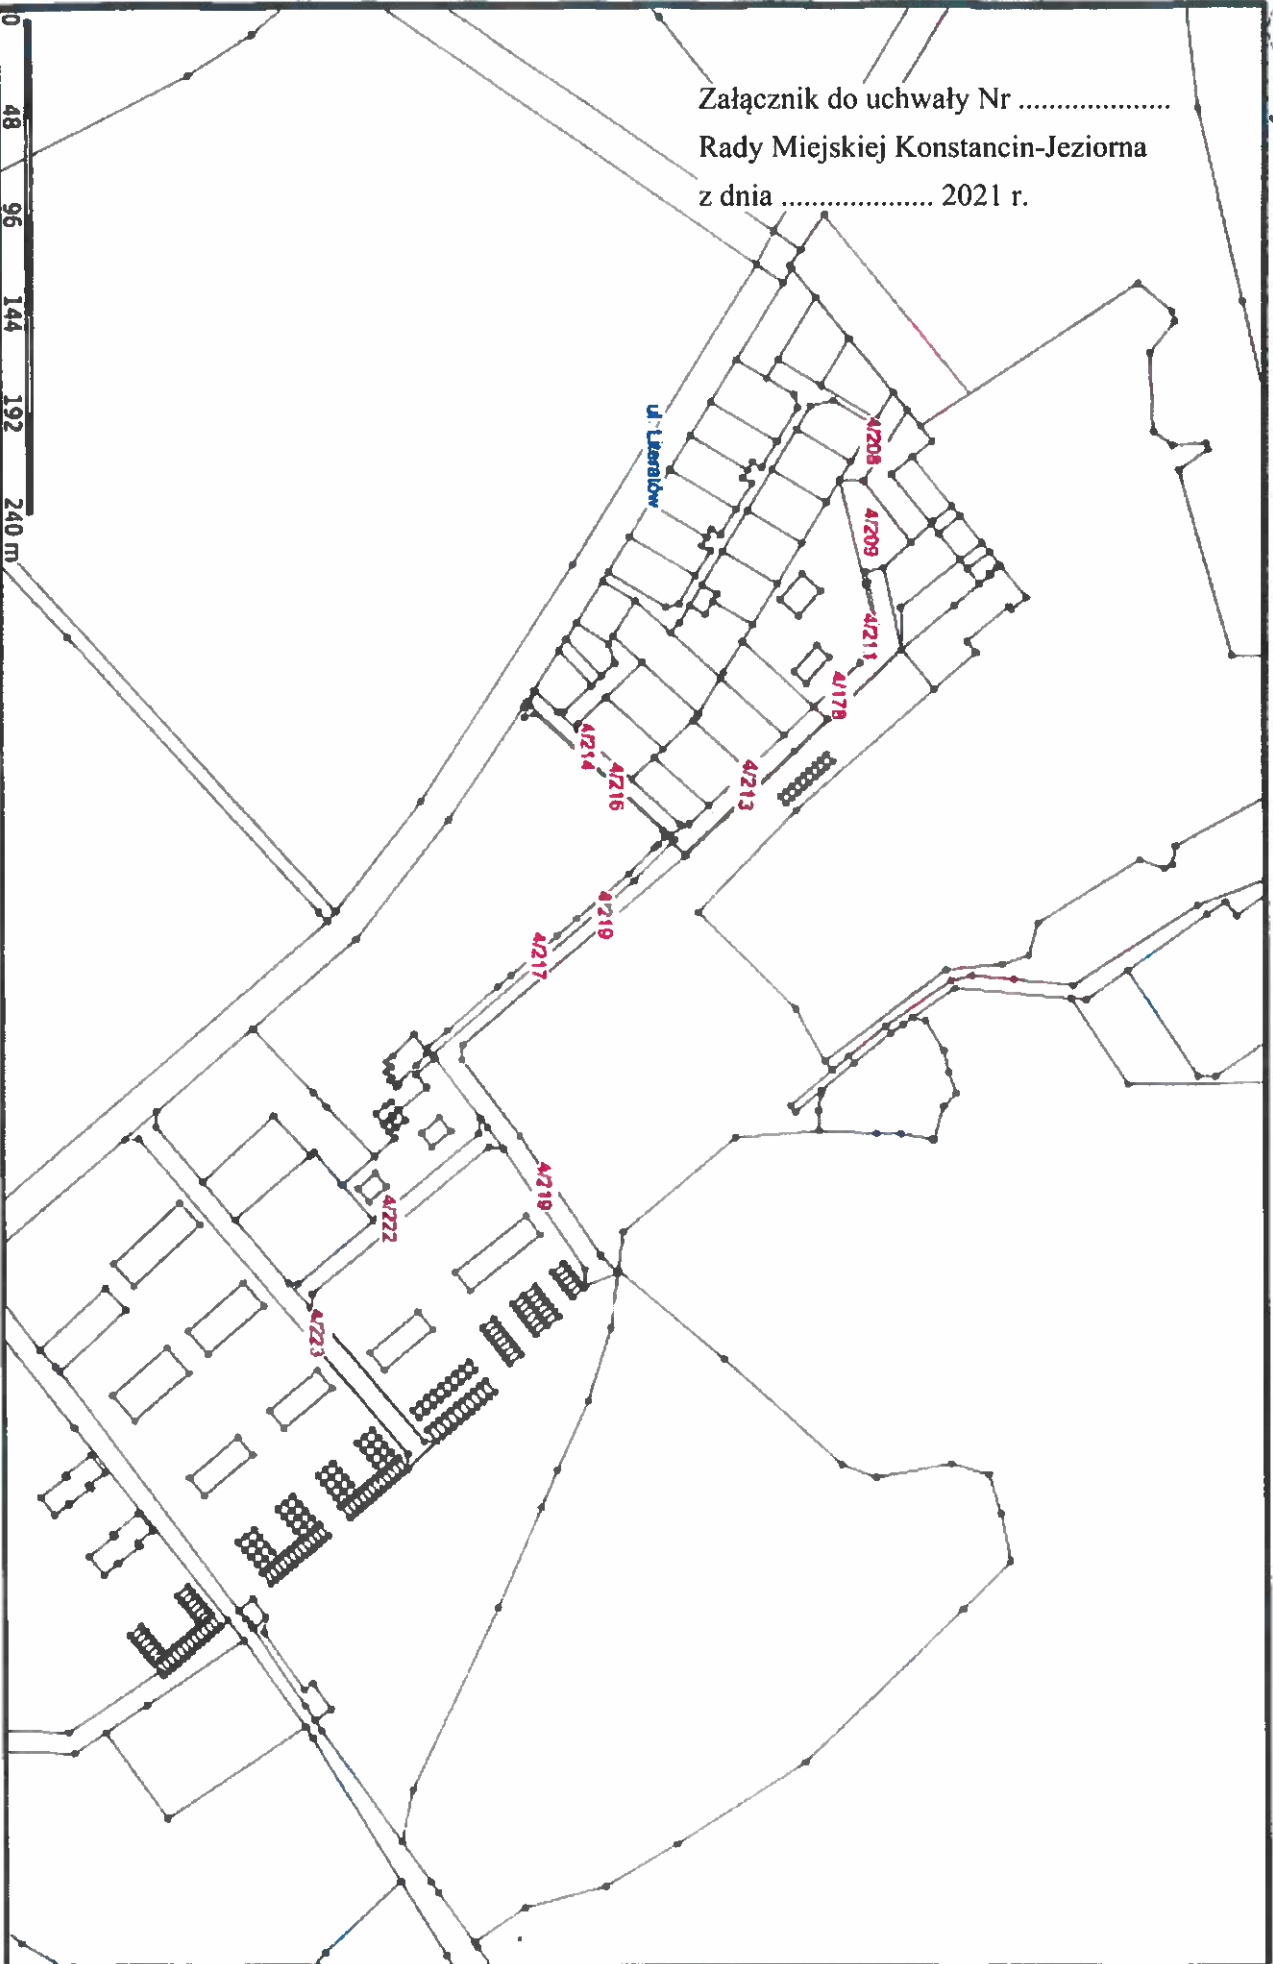 Załącznik do uchwały Nr ....................
Rady Miejskiej Konstancin-Jeziorna
z dnia .................... 2021 r.
ul. Literatów
4/208
4/209
4/211
4/178
4/213
4/214
4/216
4/219
4/217
4/219
4/222
4/223
0 48 96 144 192 240 m